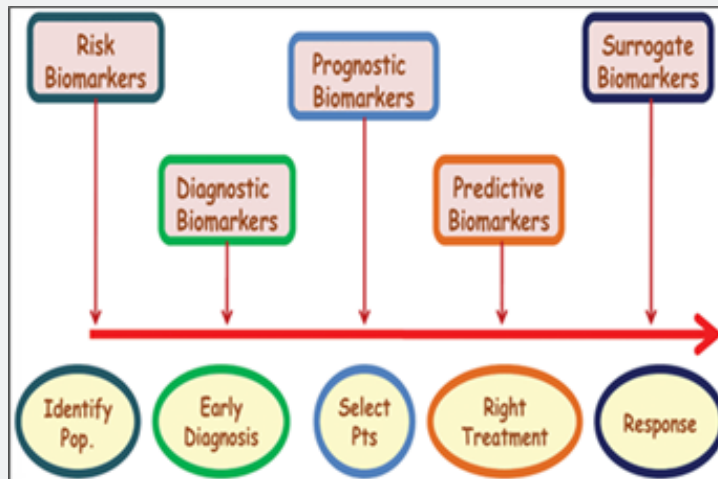 Risk
Biomarkers
Prognostic
Biomarkers
Surrogate
Biomarkers
Diagnostic
Biomarkers
Predictive
Biomarkers
Identify
Pop.
Early
Diagnosis
Select
Pts
Right
Treatment
Response